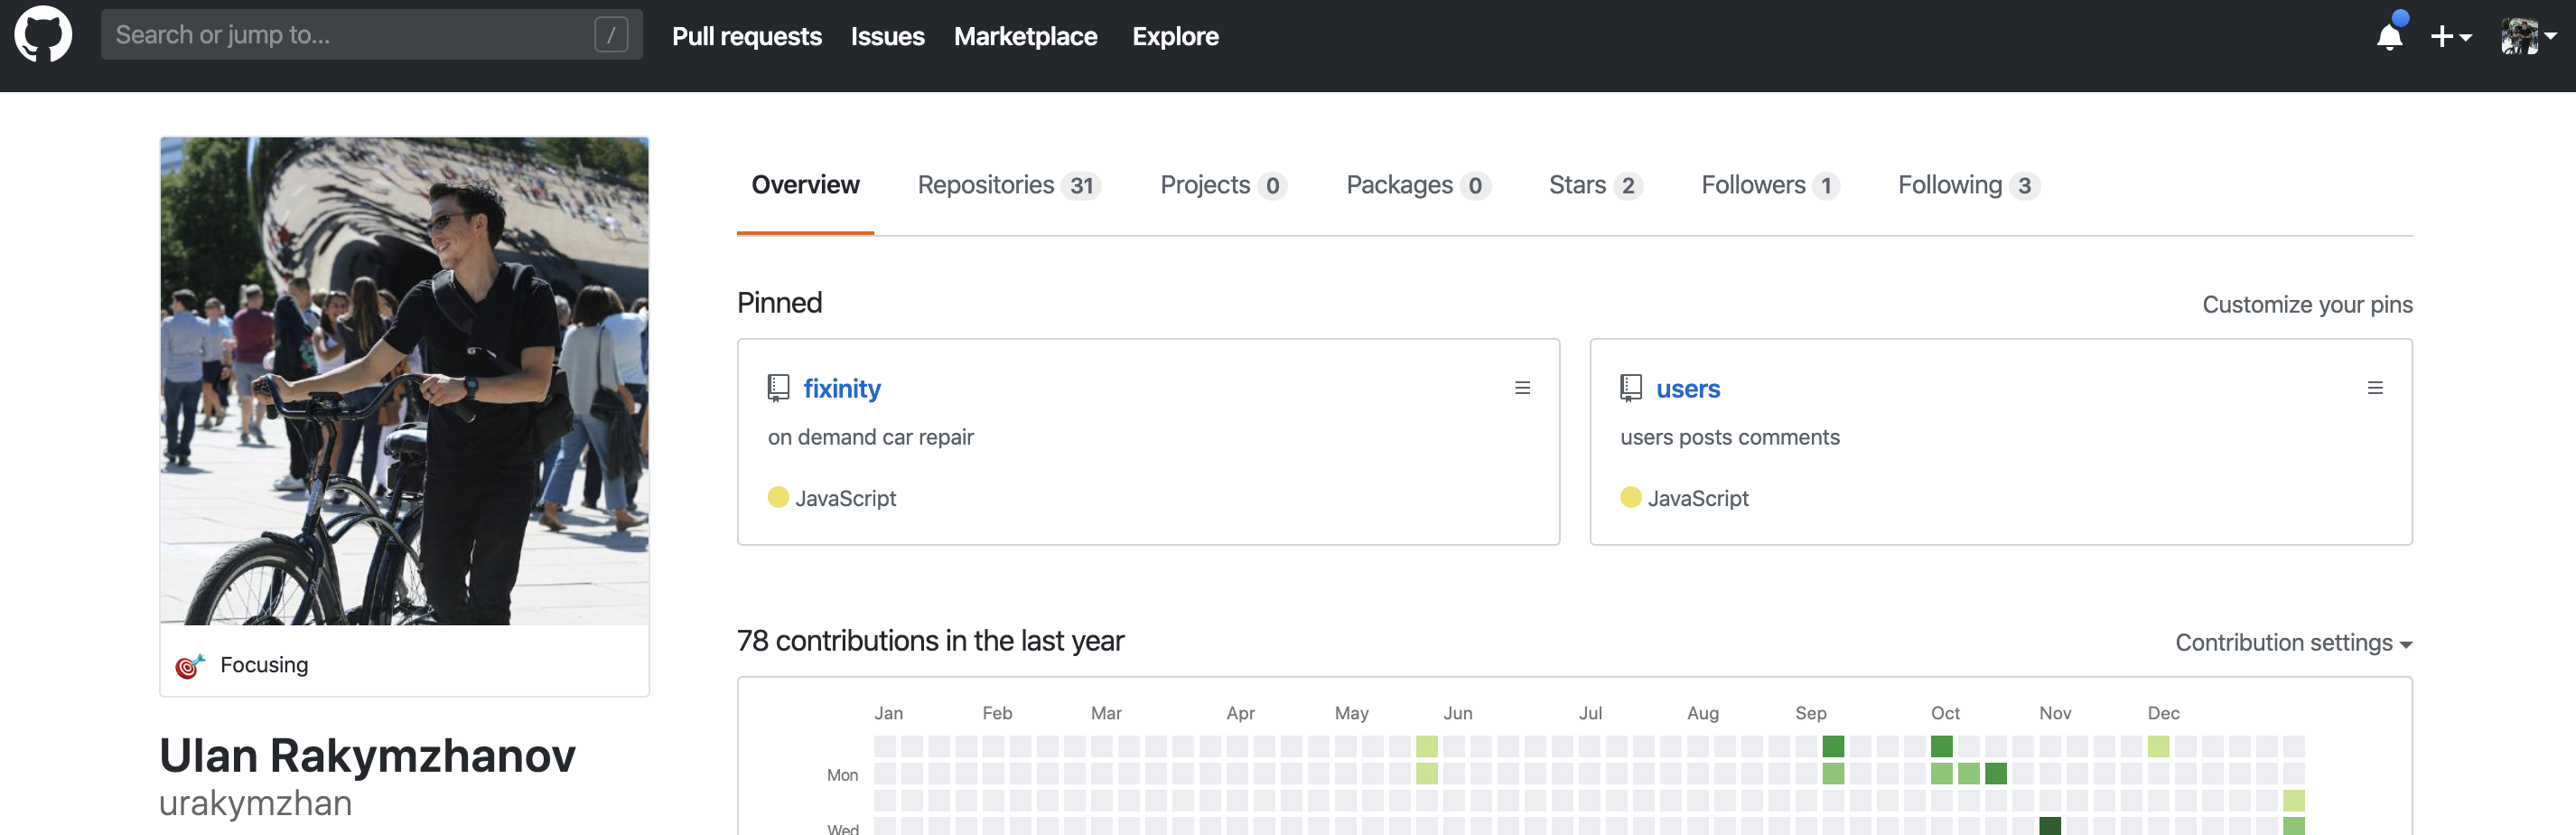 Search or jump to... /
Pull requests Issues Marketplace Explore
Overview Repositories 31 Projects 0 Packages 0 Stars 2 Followers 1 Following 3
Pinned
Customize your pins
fixinity
on demand car repair
JavaScript
users
users posts comments
JavaScript
78 contributions in the last year
Contribution settings
Jan Feb Mar Apr May Jun Jul Aug Sep Oct Nov Dec
Mon
Wed
Focusing
Ulan Rakymzhanov
urakymzhan